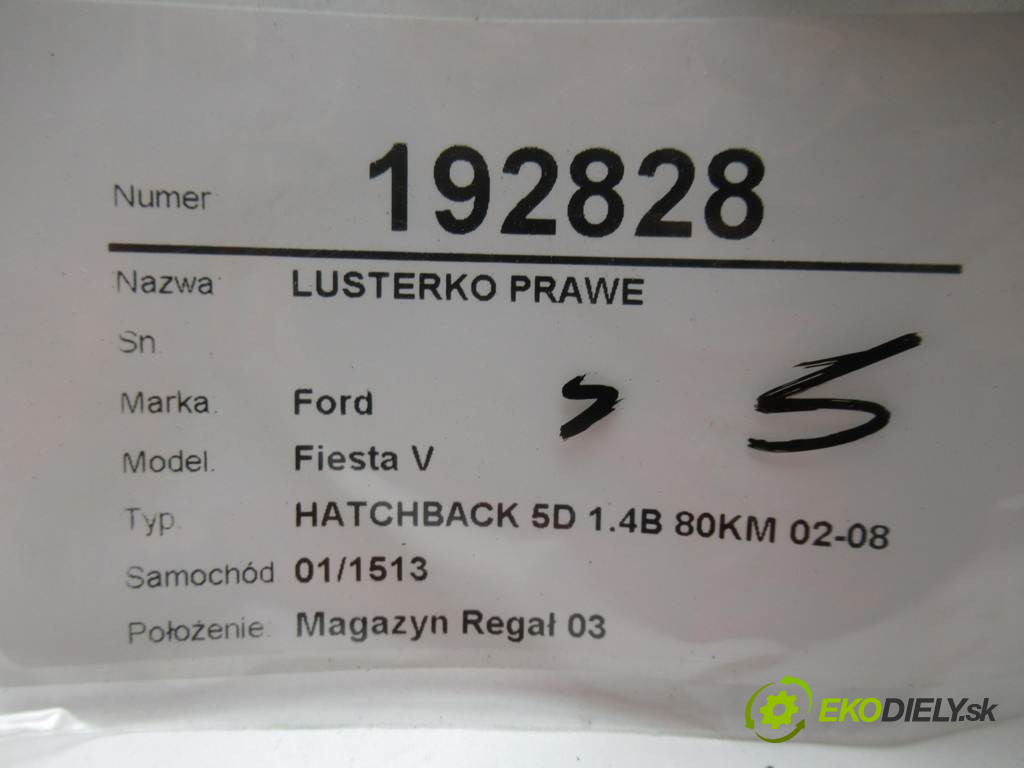 Numer 192828
Nazwa: LUSTERKO PRAWE
Sn.
Marka: Ford
Model: Fiesta V
Typ: HATCHBACK 5D 1.4B 80KM 02-08
Samochód 01/1513
Położenie: Magazyn Regał 03
EKODIELY.sk